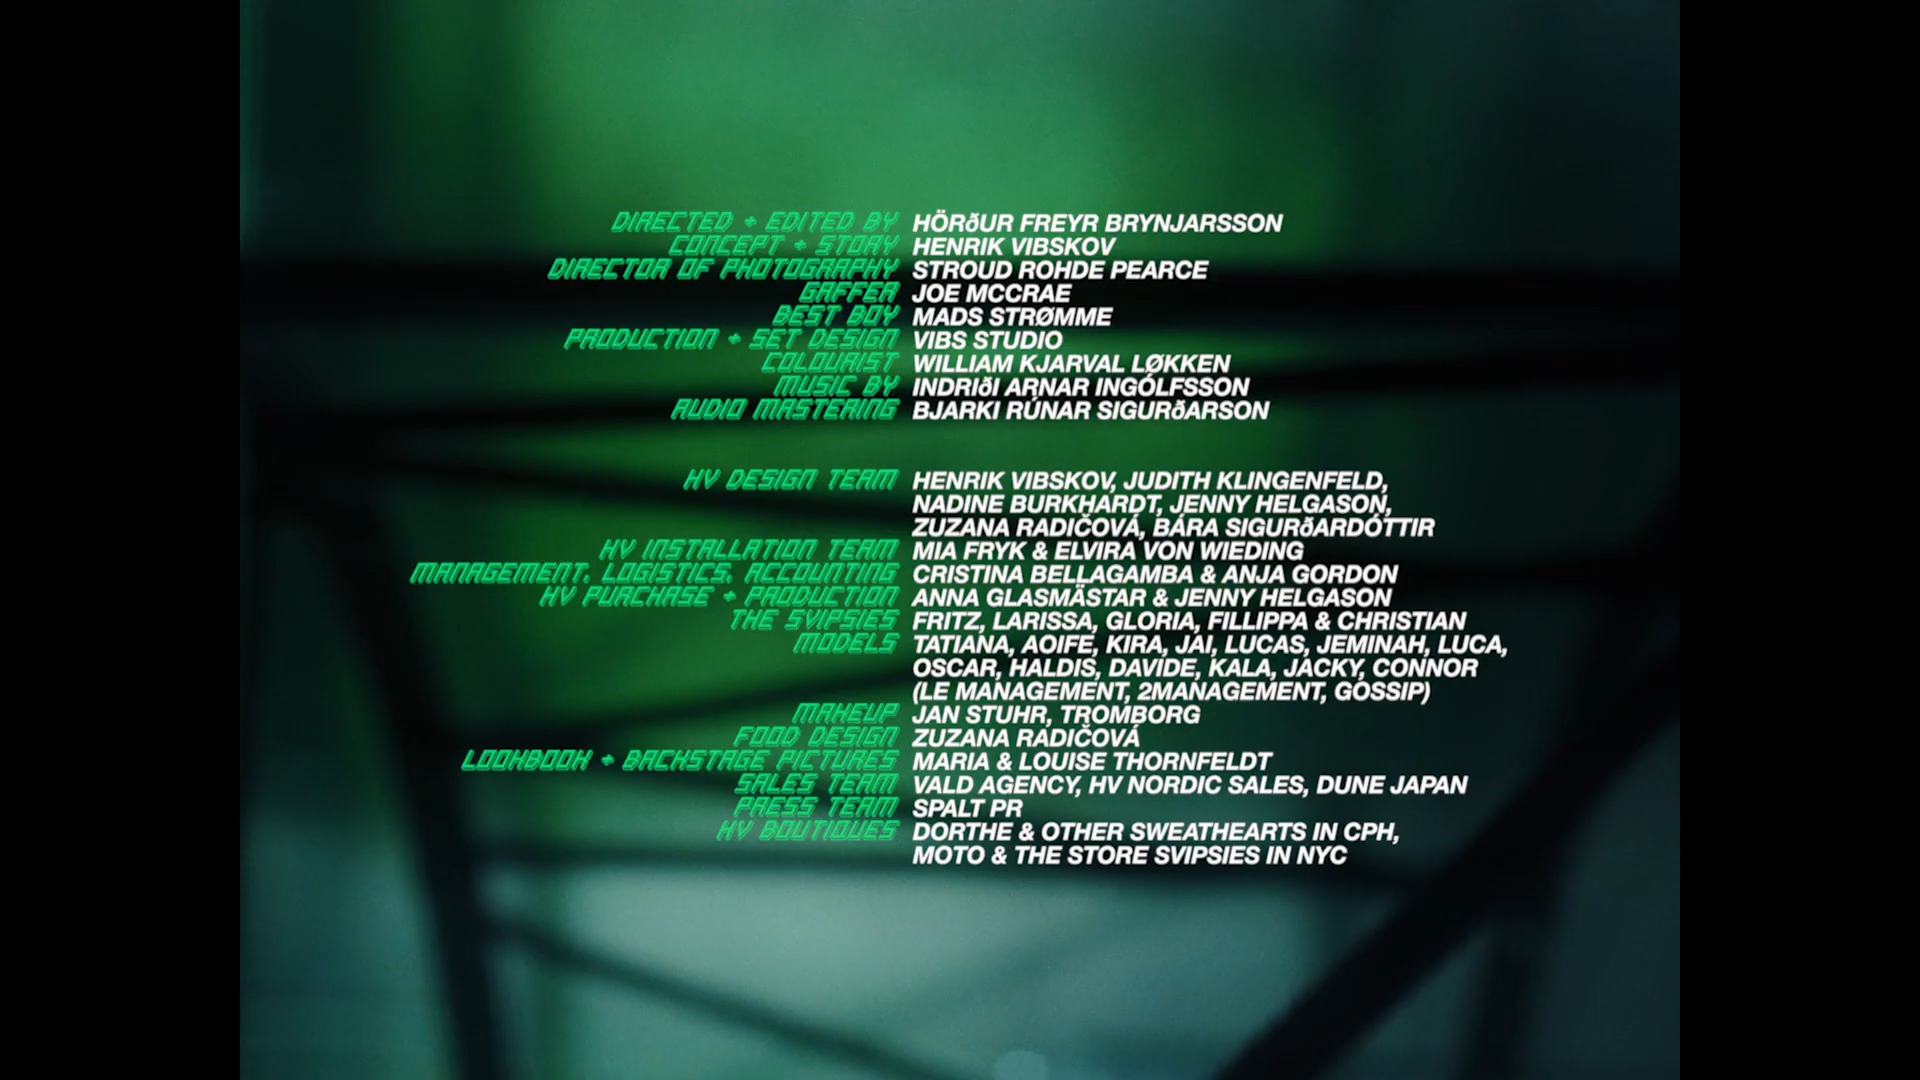 DIRECTED + EDITED BY HÖRðUR FREYR BRYNJARSSON
CONCEPT + STORY HENRIK VIBSKOV
DIRECTOR OF PHOTOGRAPHY STROUD ROHDE PEARCE
GAFFER JOE MCCRAE
BEST BOY MADS STRØMME
PRODUCTION + SET DESIGN VIBS STUDIO
COLOURIST WILLIAM KJARVAL LØKKEN
MUSIC BY INDRIðI ARNAR INGÓLFSSON
AUDIO MASTERING BJARKI RÚNAR SIGURðARSON
HV DESIGN TEAM HENRIK VIBSKOV, JUDITH KLINGENFELD,
NADINE BURKHARDT, JENNY HELGASON,
ZUZANA RADIČOVÁ, BÁRA SIGURðARDÓTTIR
HV INSTALLATION TEAM MIA FRYK & ELVIRA VON WIEDING
MANAGEMENT, LOGISTICS, ACCOUNTING CRISTINA BELLAGAMBA & ANJA GORDON
HV PURCHASE + PRODUCTION ANNA GLASMÄSTAR & JENNY HELGASON
THE SVIPSIES FRITZ, LARISSA, GLORIA, FILLIPPA & CHRISTIAN
MODELS TATIANA, AOIFE, KIRA, JAI, LUCAS, JEMINAH, LUCA,
OSCAR, HALDIS, DAVIDE, KALA, JACKY, CONNOR
(LE MANAGEMENT, 2MANAGEMENT, GOSSIP)
MAKEUP JAN STUHR, TROMBORG
FOOD DESIGN ZUZANA RADIČOVÁ
LOOKBOOK + BACKSTAGE PICTURES MARIA & LOUISE THORNFELDT
SALES TEAM VALD AGENCY, HV NORDIC SALES, DUNE JAPAN
PRESS TEAM SPALT PR
HV BOUTIQUES DORTHE & OTHER SWEATHEARTS IN CPH,
MOTO & THE STORE SVIPSIES IN NYC